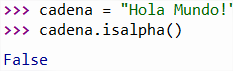 >>> cadena = "Hola Mundo!"
>>> cadena.isalpha()
False